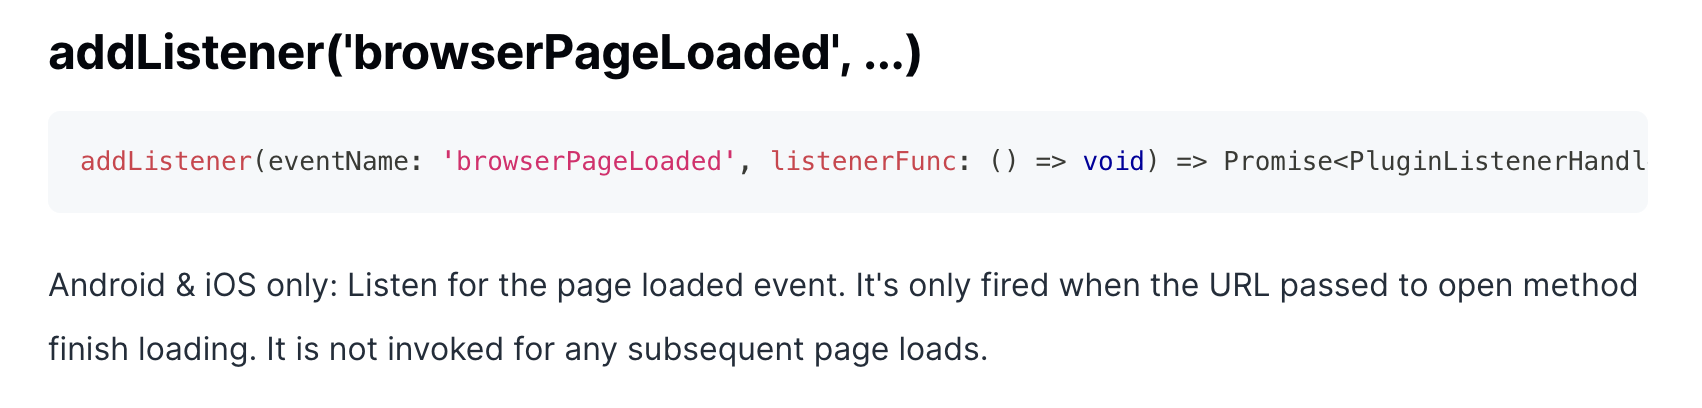 addListener('browserPageLoaded', ...)
addListener(eventName: 'browserPageLoaded', listenerFunc: () => void) => Promise<PluginListenerHandl
Android & iOS only: Listen for the page loaded event. It's only fired when the URL passed to open method
finish loading. It is not invoked for any subsequent page loads.